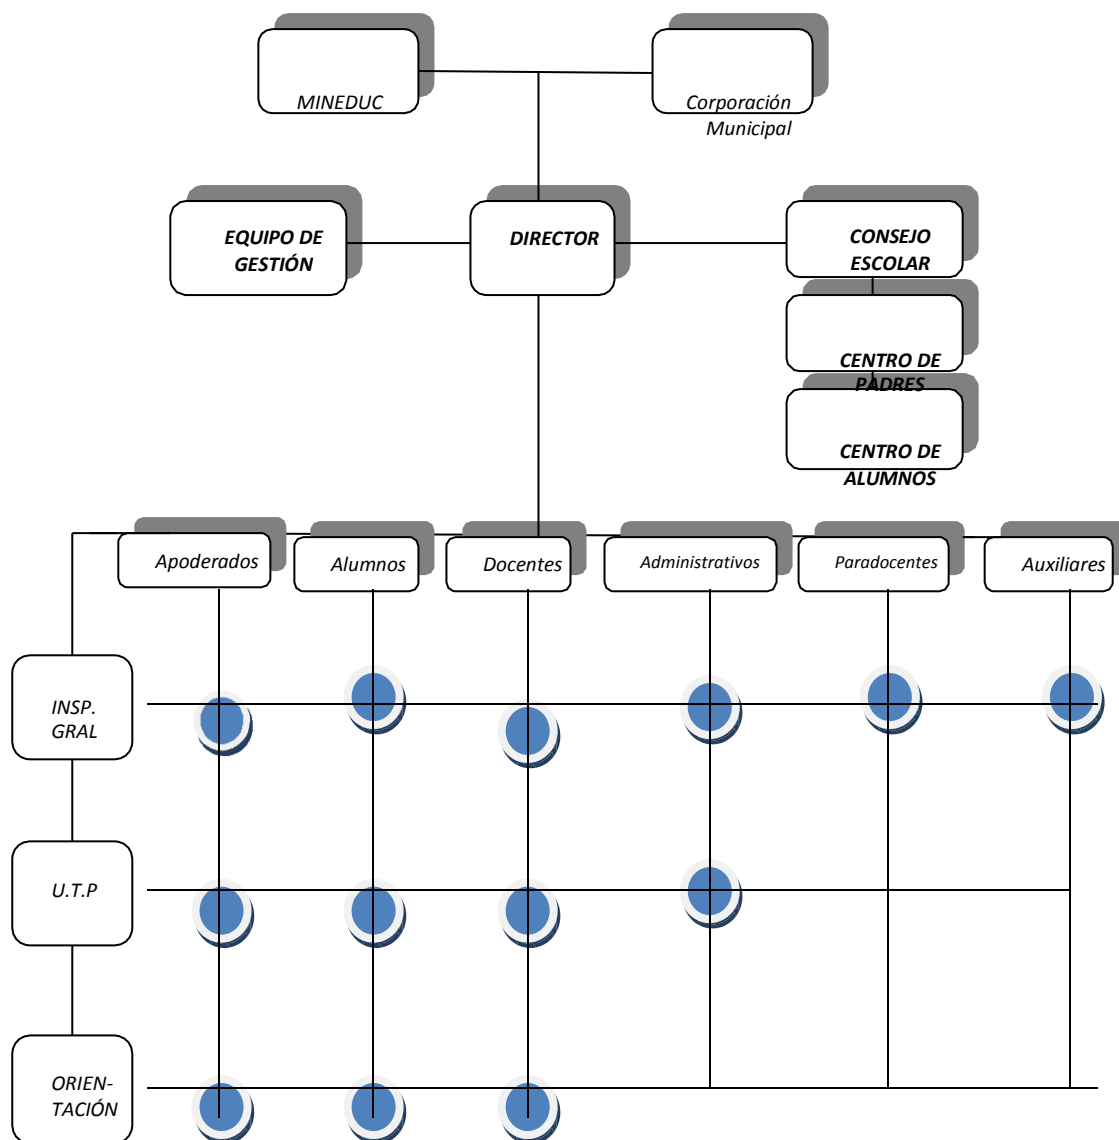 MINEDUC
Corporación
Municipal
EQUIPO DE
GESTIÓN
DIRECTOR
CONSEJO
ESCOLAR
CENTRO DE
PADRES
CENTRO DE
ALUMNOS
Apoderados
Alumnos
Docentes
Administrativos
Paradocentes
Auxiliares
INSP.
GRAL
U.T.P
ORIEN-
TACIÓN